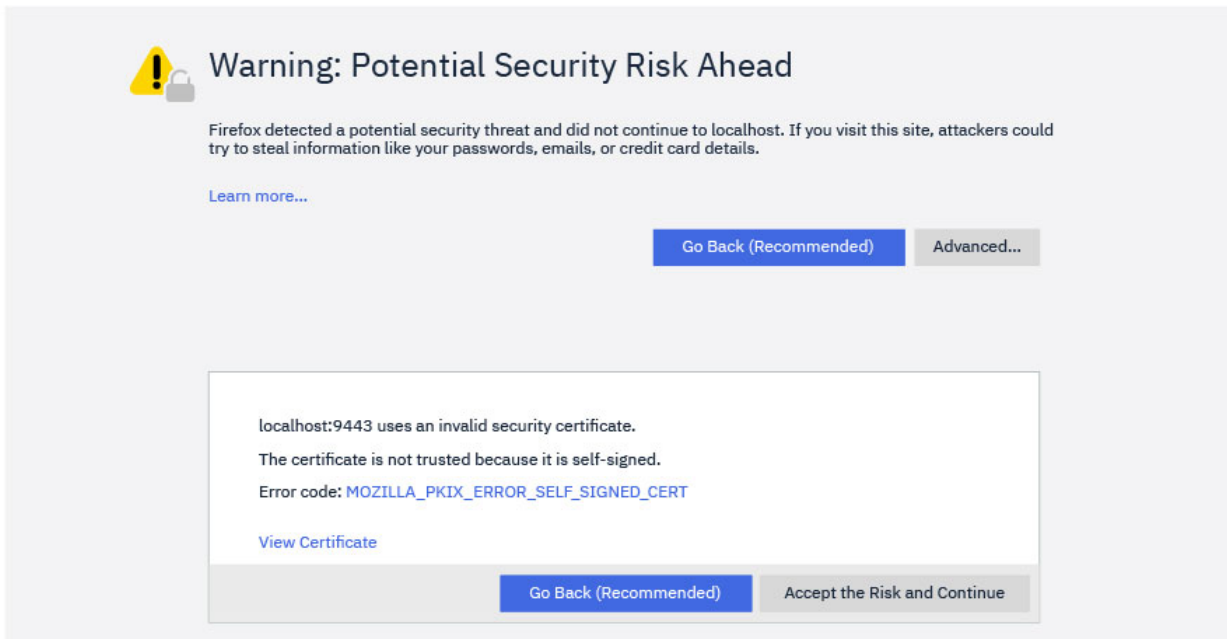 Warning: Potential Security Risk Ahead
Firefox detected a potential security threat and did not continue to localhost. If you visit this site, attackers could
try to steal information like your passwords, emails, or credit card details.
Learn more...
Go Back (Recommended)
Advanced...
localhost:9443 uses an invalid security certificate.
The certificate is not trusted because it is self-signed.
Error code: MOZILLA_PKIX_ERROR_SELF_SIGNED_CERT
View Certificate
Go Back (Recommended)
Accept the Risk and Continue